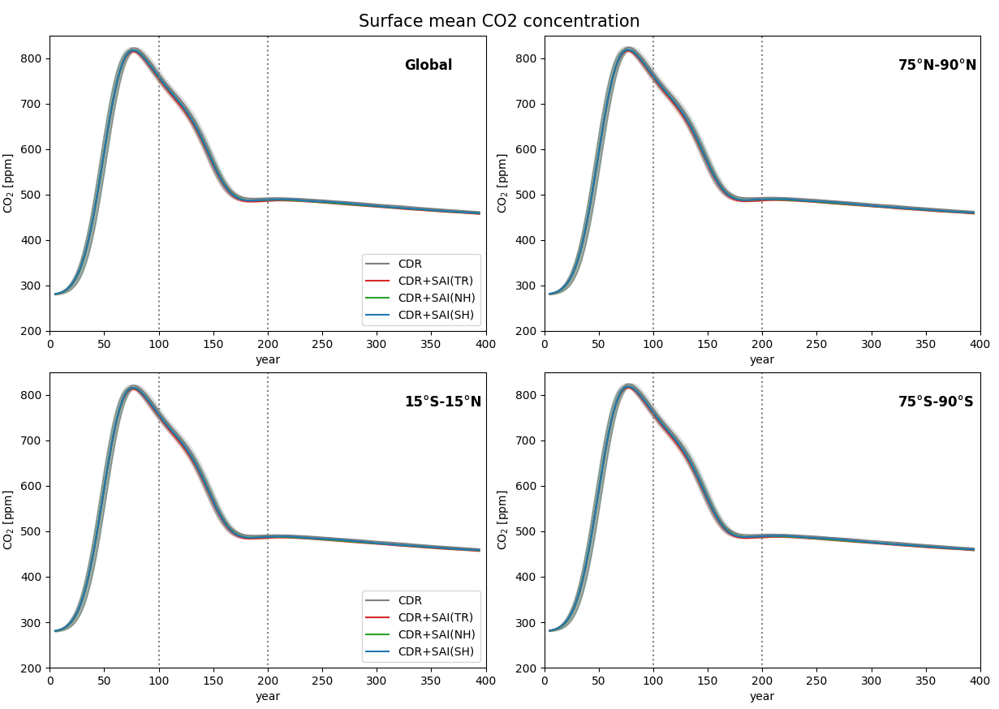 Surface mean CO2 concentration
Global
CO₂ [ppm]
800
700
600
500
400
300
200
0 50 100 150 200 250 300 350 400
year
CDR
CDR+SAI(TR)
CDR+SAI(NH)
CDR+SAI(SH)
75°N-90°N
CO₂ [ppm]
800
700
600
500
400
300
200
0 50 100 150 200 250 300 350 400
year
15°S-15°N
CO₂ [ppm]
800
700
600
500
400
300
200
0 50 100 150 200 250 300 350 400
year
CDR
CDR+SAI(TR)
CDR+SAI(NH)
CDR+SAI(SH)
75°S-90°S
CO₂ [ppm]
800
700
600
500
400
300
200
0 50 100 150 200 250 300 350 400
year